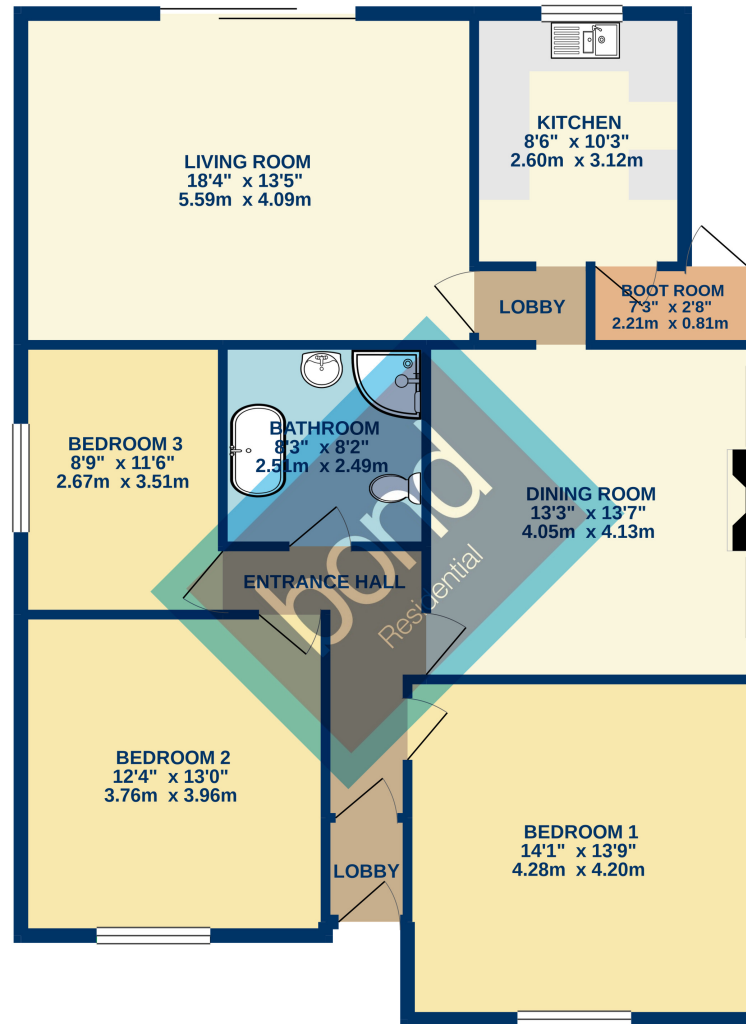 KITCHEN
8'6" x 10'3"
2.60m x 3.12m
LIVING ROOM
18'4" x 13'5"
5.59m x 4.09m
LOBBY
BOOT ROOM
7'3" x 2'8"
2.21m x 0.81m
BATHROOM
8'3" x 8'2"
2.51m x 2.49m
BEDROOM 3
8'9" x 11'6"
2.67m x 3.51m
DINING ROOM
13'3" x 13'7"
4.05m x 4.13m
ENTRANCE HALL
bond
Residential
BEDROOM 2
12'4" x 13'0"
3.76m x 3.96m
BEDROOM 1
14'1" x 13'9"
4.28m x 4.20m
LOBBY